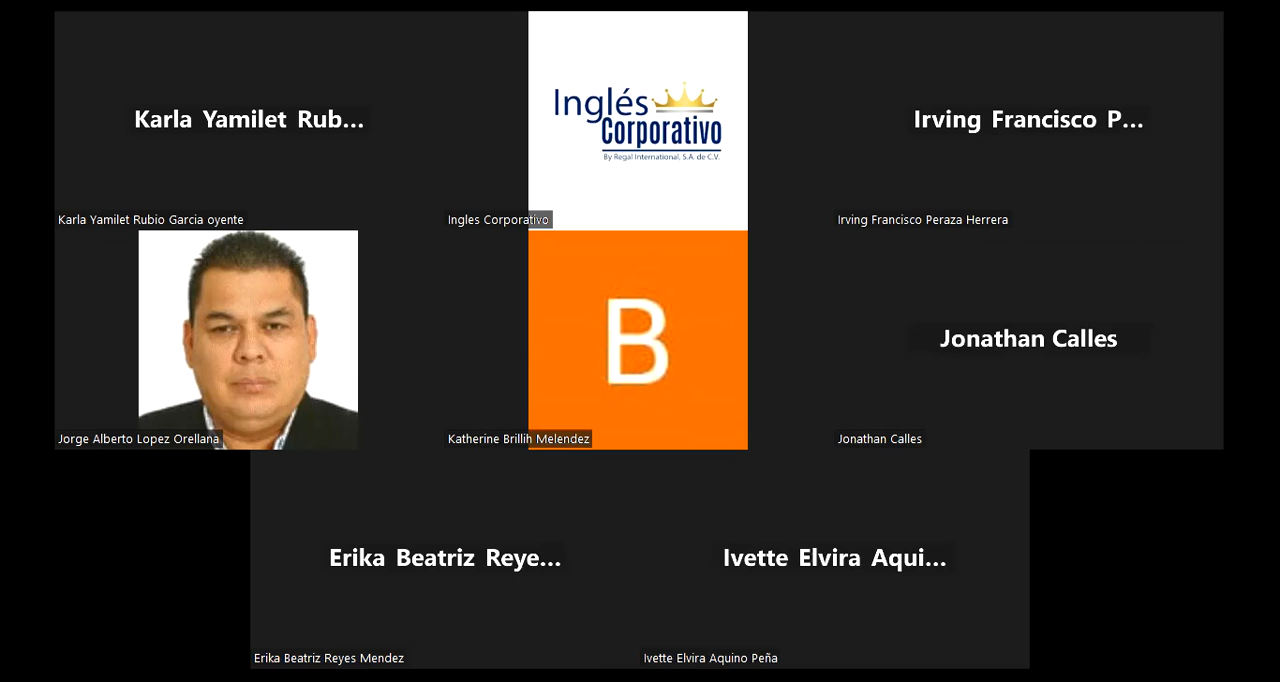 Karla Yamilet Rub...
Inglés
Corporativo
By Regal International, S.A. de C.V.
Irving Francisco P...
Karla Yamilet Rubio Garcia oyente
Ingles Corporativo
Irving Francisco Peraza Herrera
B
Jonathan Calles
Jorge Alberto Lopez Orellana
Katherine Brillih Melendez
Jonathan Calles
Erika Beatriz Reye...
Ivette Elvira Aqui...
Erika Beatriz Reyes Mendez
Ivette Elvira Aquino Peña